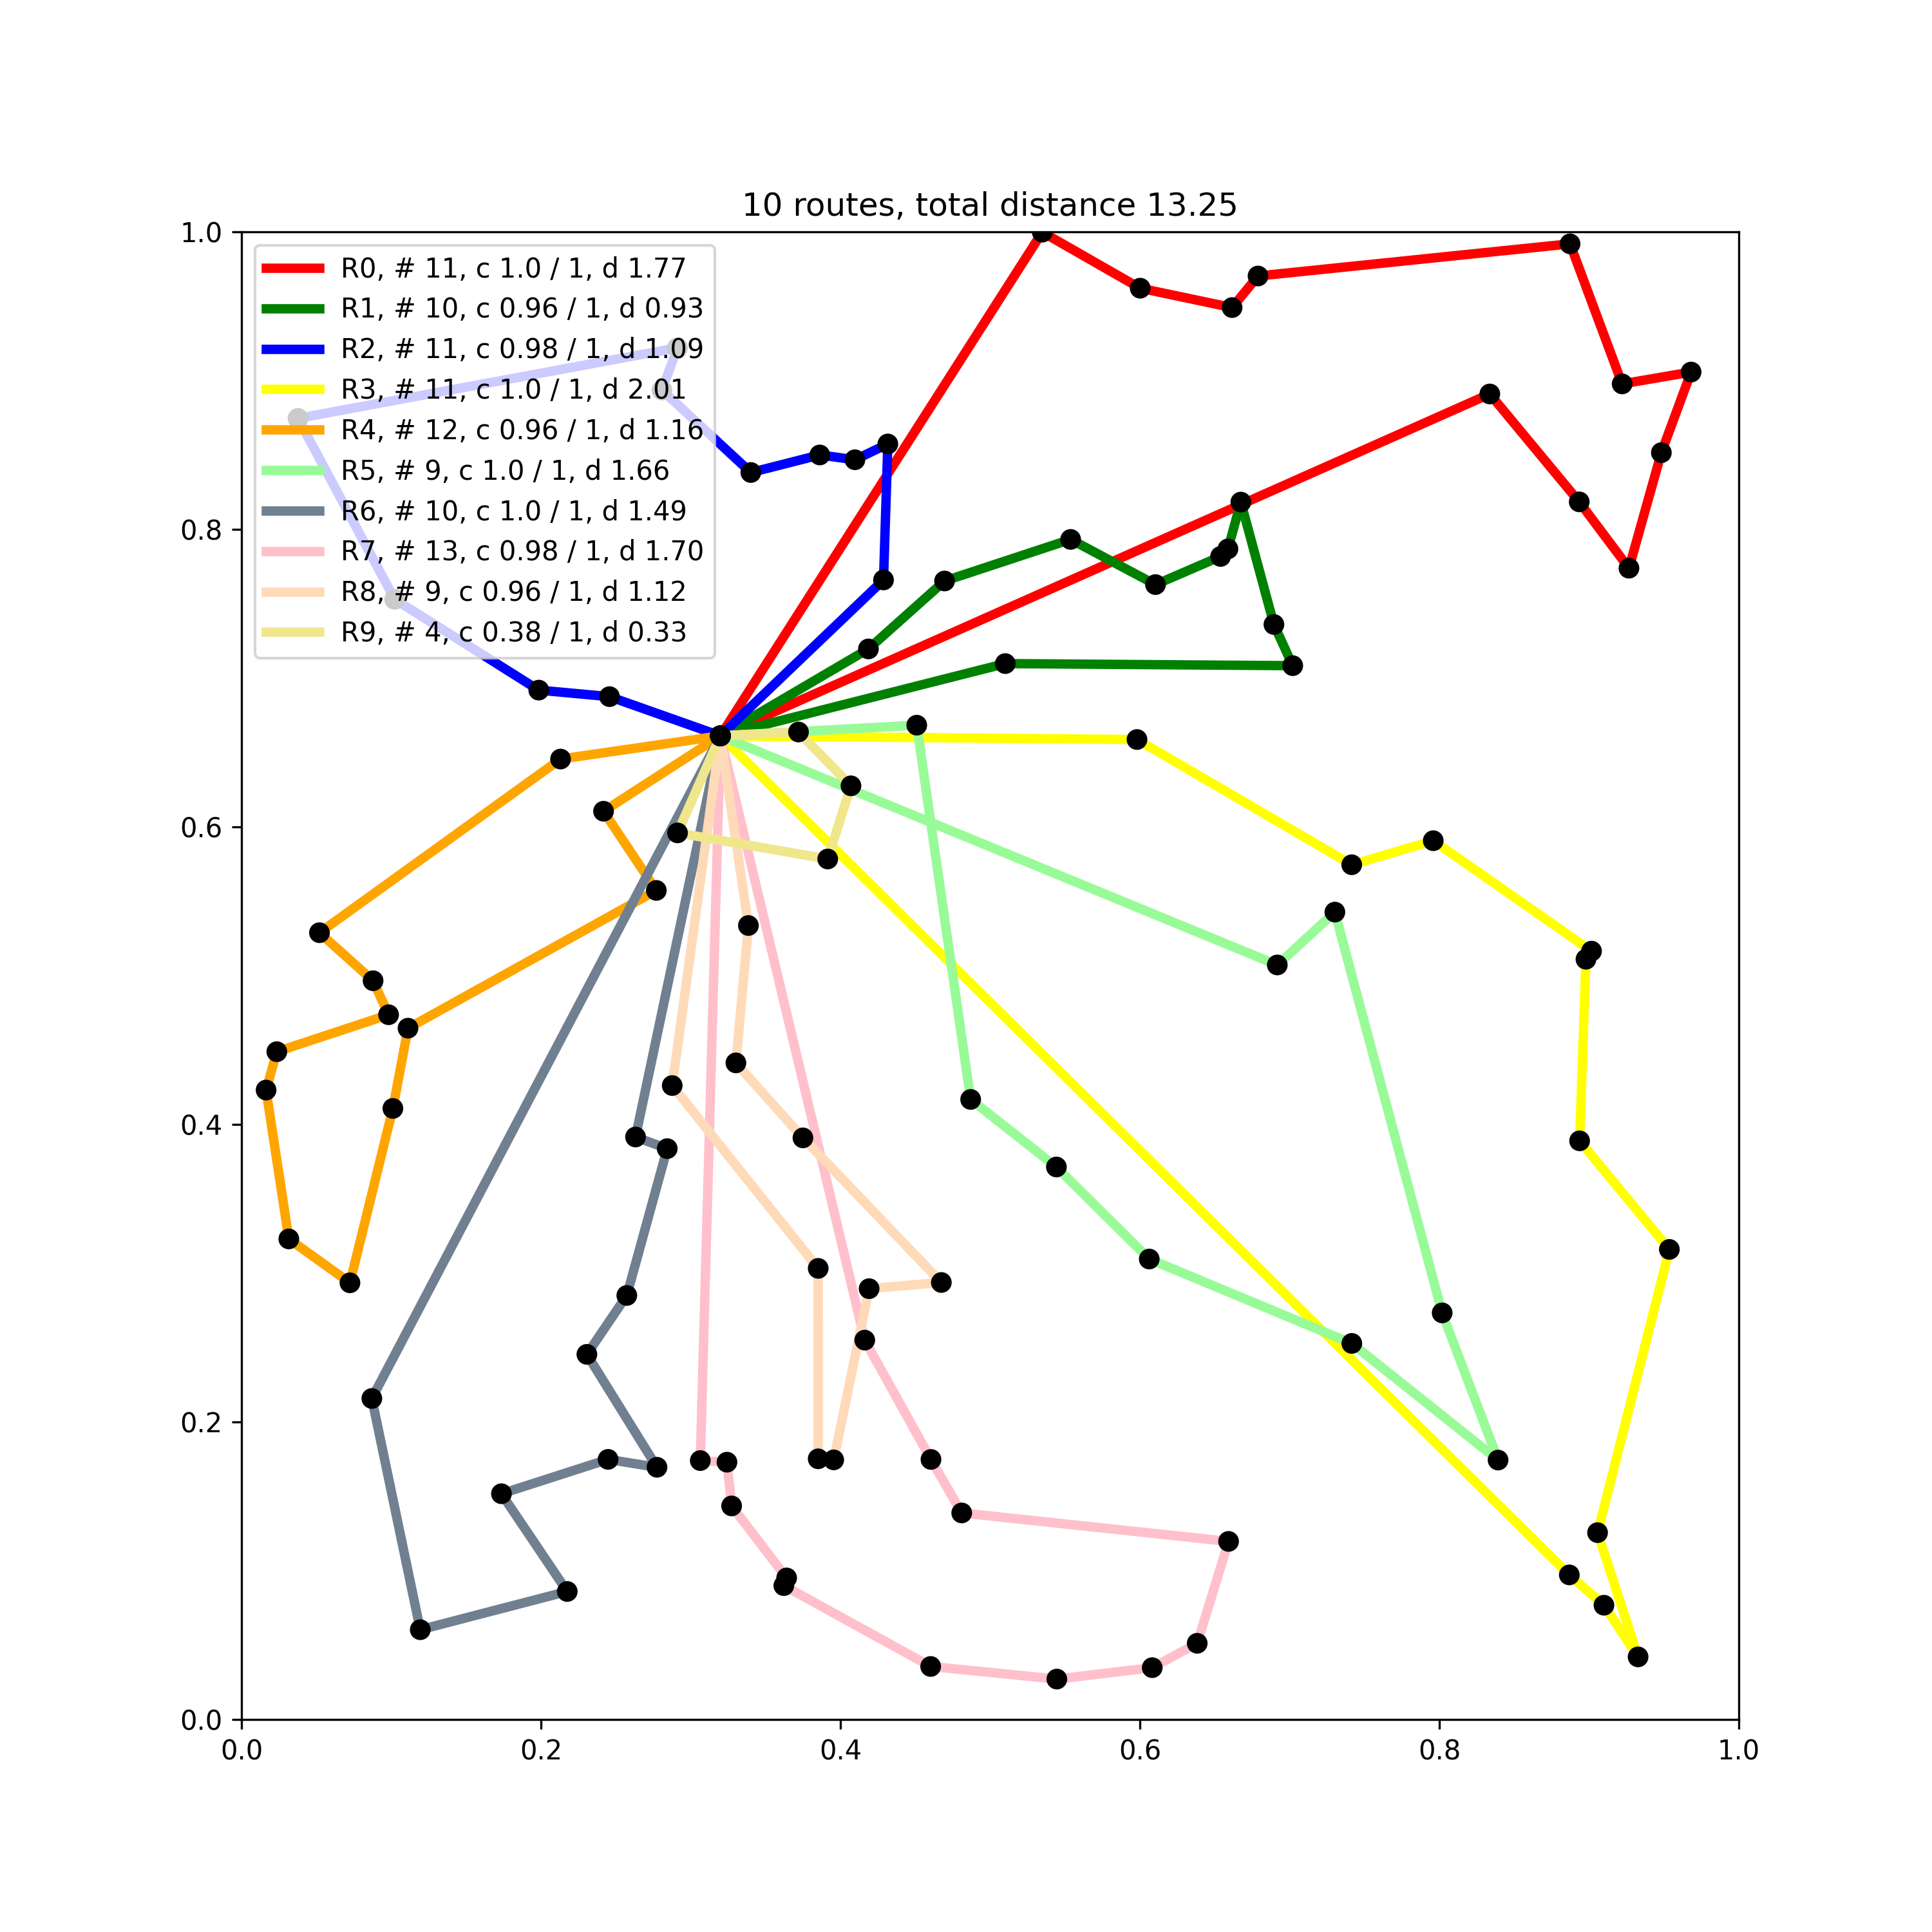 10 routes, total distance 13.25
1.0
0.8
0.6
0.4
0.2
0.0
R0, # 11, c 1.0 / 1, d 1.77
R1, # 10, c 0.96 / 1, d 0.93
R2, # 11, c 0.98 / 1, d 1.09
R3, # 11, c 1.0 / 1, d 2.01
R4, # 12, c 0.96 / 1, d 1.16
R5, # 9, c 1.0 / 1, d 1.66
R6, # 10, c 1.0 / 1, d 1.49
R7, # 13, c 0.98 / 1, d 1.70
R8, # 9, c 0.96 / 1, d 1.12
R9, # 4, c 0.38 / 1, d 0.33
0.0 0.2 0.4 0.6 0.8 1.0